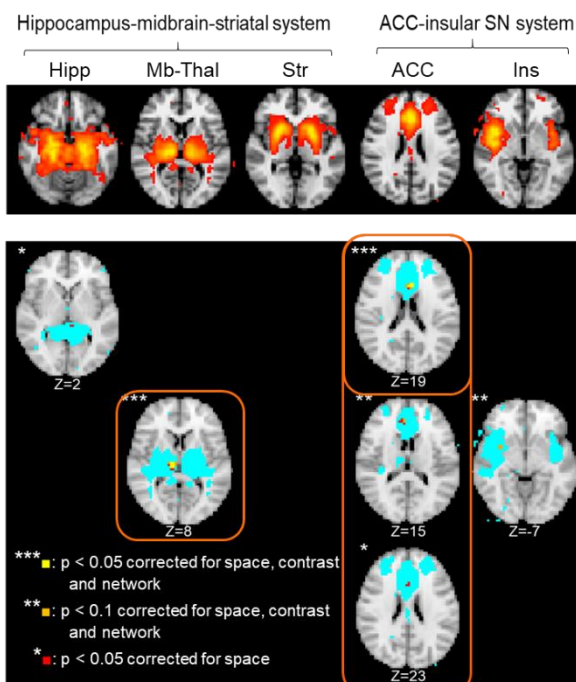 Hippocampus-midbrain-striatal system
ACC-insular SN system
Hipp
Mb-Thal
Str
ACC
Ins
*
***
Z=2
Z=19
***
**
**
Z=8
Z=15
Z=-7
***: p < 0.05 corrected for space, contrast
and network
**: p < 0.1 corrected for space, contrast
and network
*: p < 0.05 corrected for space
*
Z=23